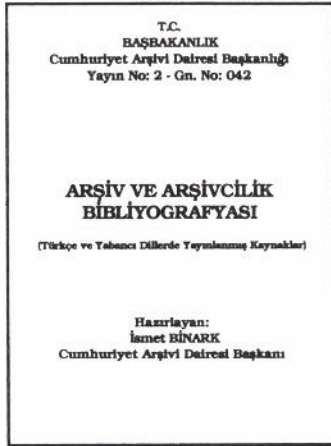 T.C.
BAŞBAKANLIK
Cumhuriyet Arşivi Dairesi Başkanlığı
Yayın No: 2 - Gn. No: 042
ARŞİV VE ARŞİVCİLİK
BİBLİYOGRAFYASI
(Türkçe ve Yabancı Dillerde Yayınlanmış Kaynaklar)
Hazırlayan:
İsmet BİNARK
Cumhuriyet Arşivi Dairesi Başkanı